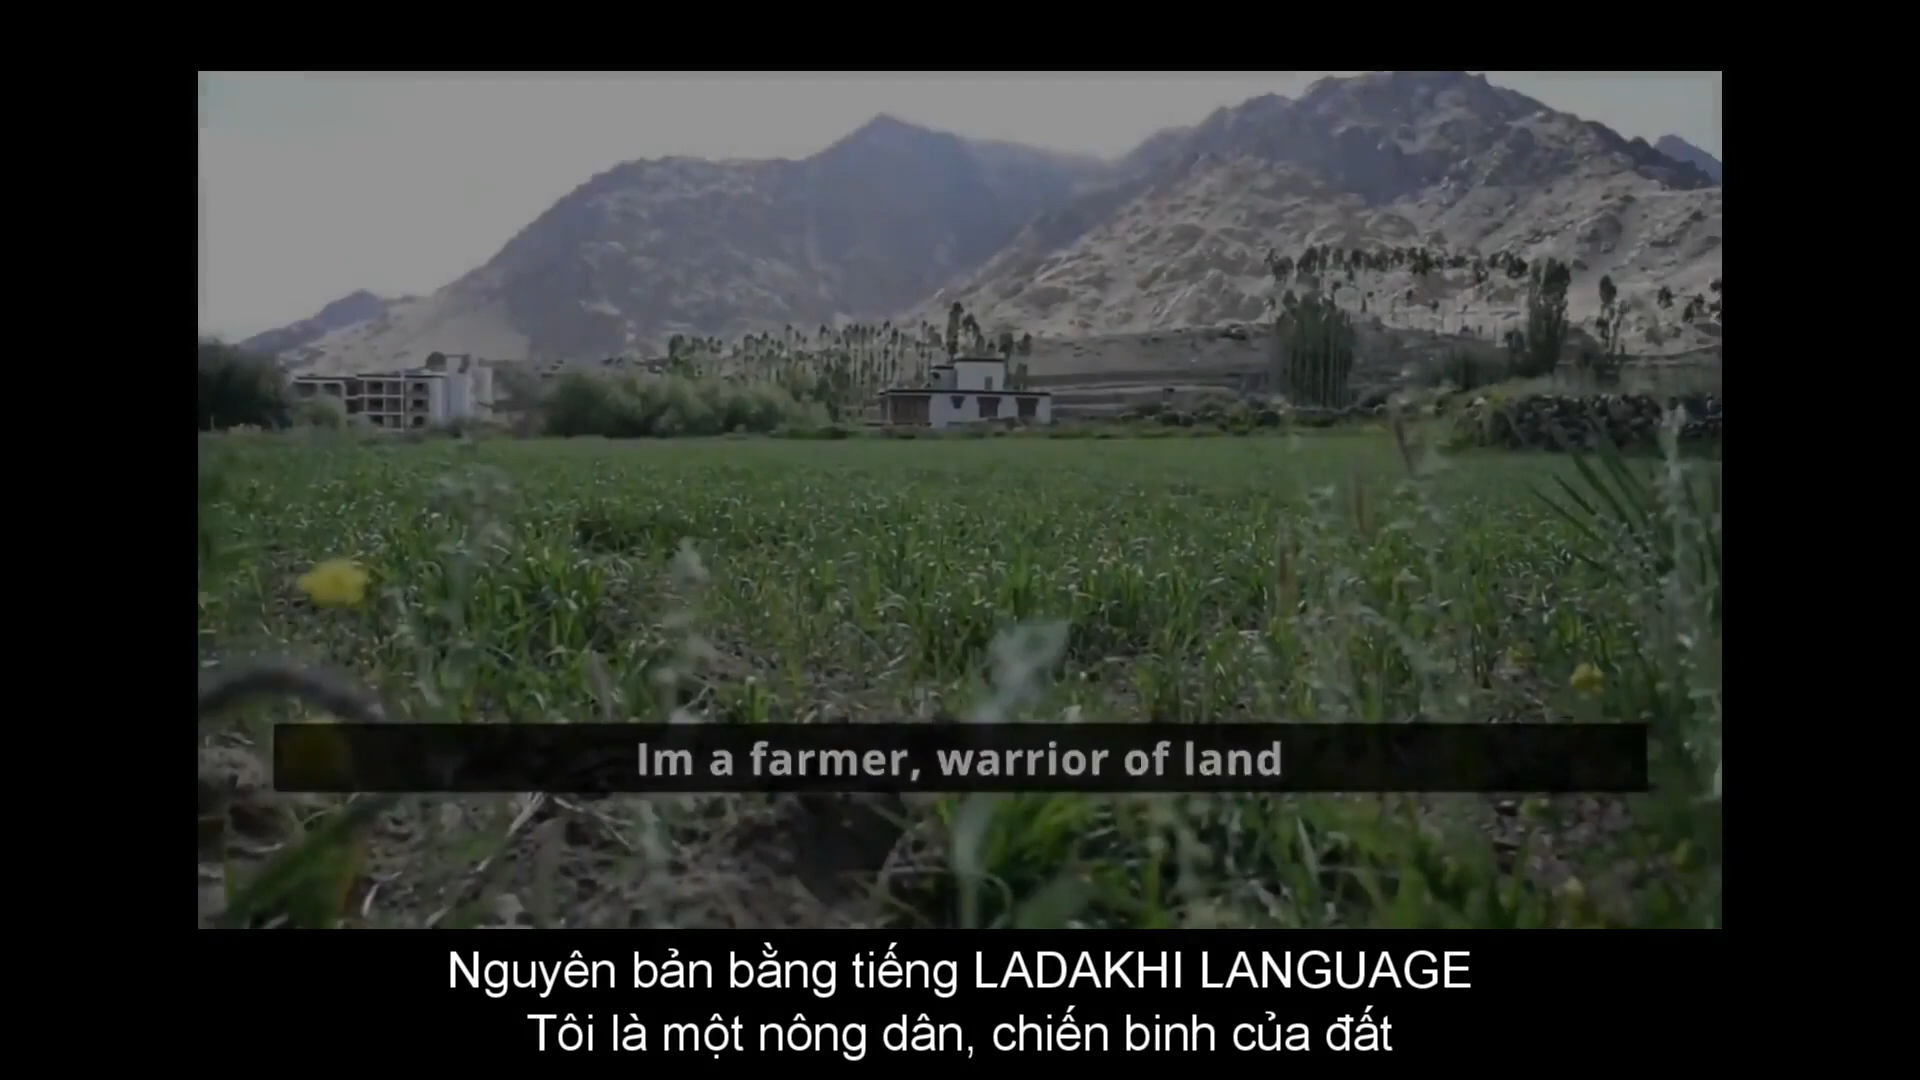 Im a farmer, warrior of land
Nguyên bản bằng tiếng LADAKHI LANGUAGE
Tôi là một nông dân, chiến binh của đất